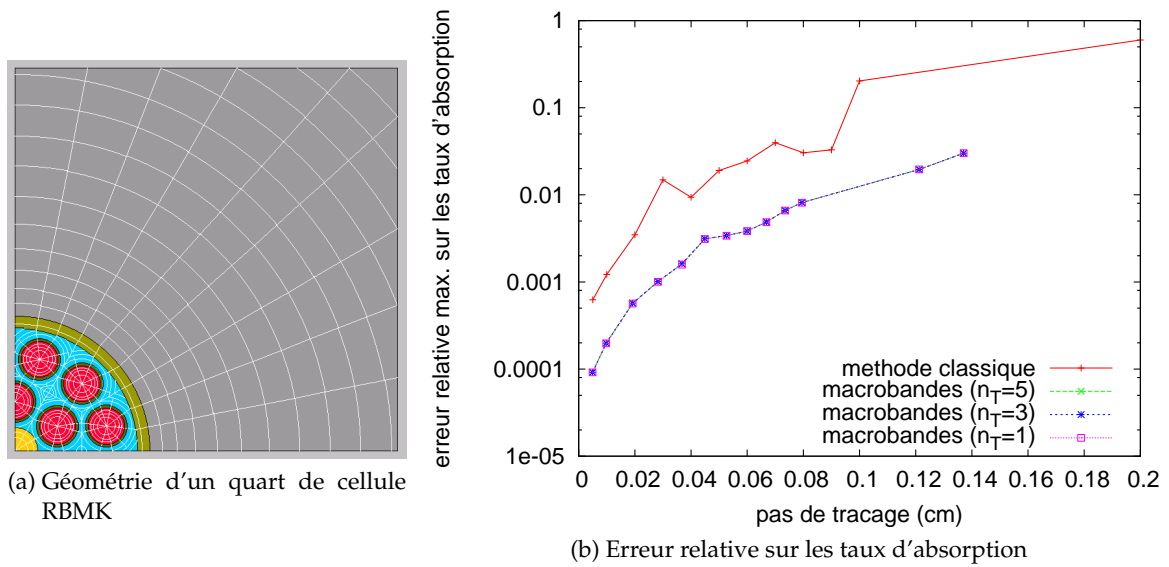 (a) Géométrie d'un quart de cellule
RBMK
erreur relative max. sur les taux d'absorption
1
0.1
0.01
0.001
0.0001
1e-05
methode classique
macrobandes (n_T=5)
macrobandes (n_T=3)
macrobandes (n_T=1)
0 0.02 0.04 0.06 0.08 0.1 0.12 0.14 0.16 0.18 0.2
pas de tracage (cm)
(b) Erreur relative sur les taux d'absorption